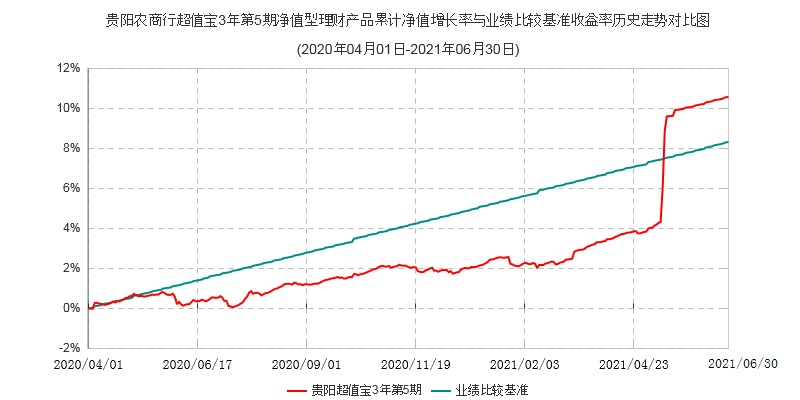 贵阳农商行超值宝3年第5期净值型理财产品累计净值增长率与业绩比较基准收益率历史走势对比图
(2020年04月01日-2021年06月30日)
12%
10%
8%
6%
4%
2%
0%
-2%
2020/04/01 2020/06/17 2020/09/01 2020/11/19 2021/02/03 2021/04/23 2021/06/30
贵阳超值宝3年第5期 业绩比较基准